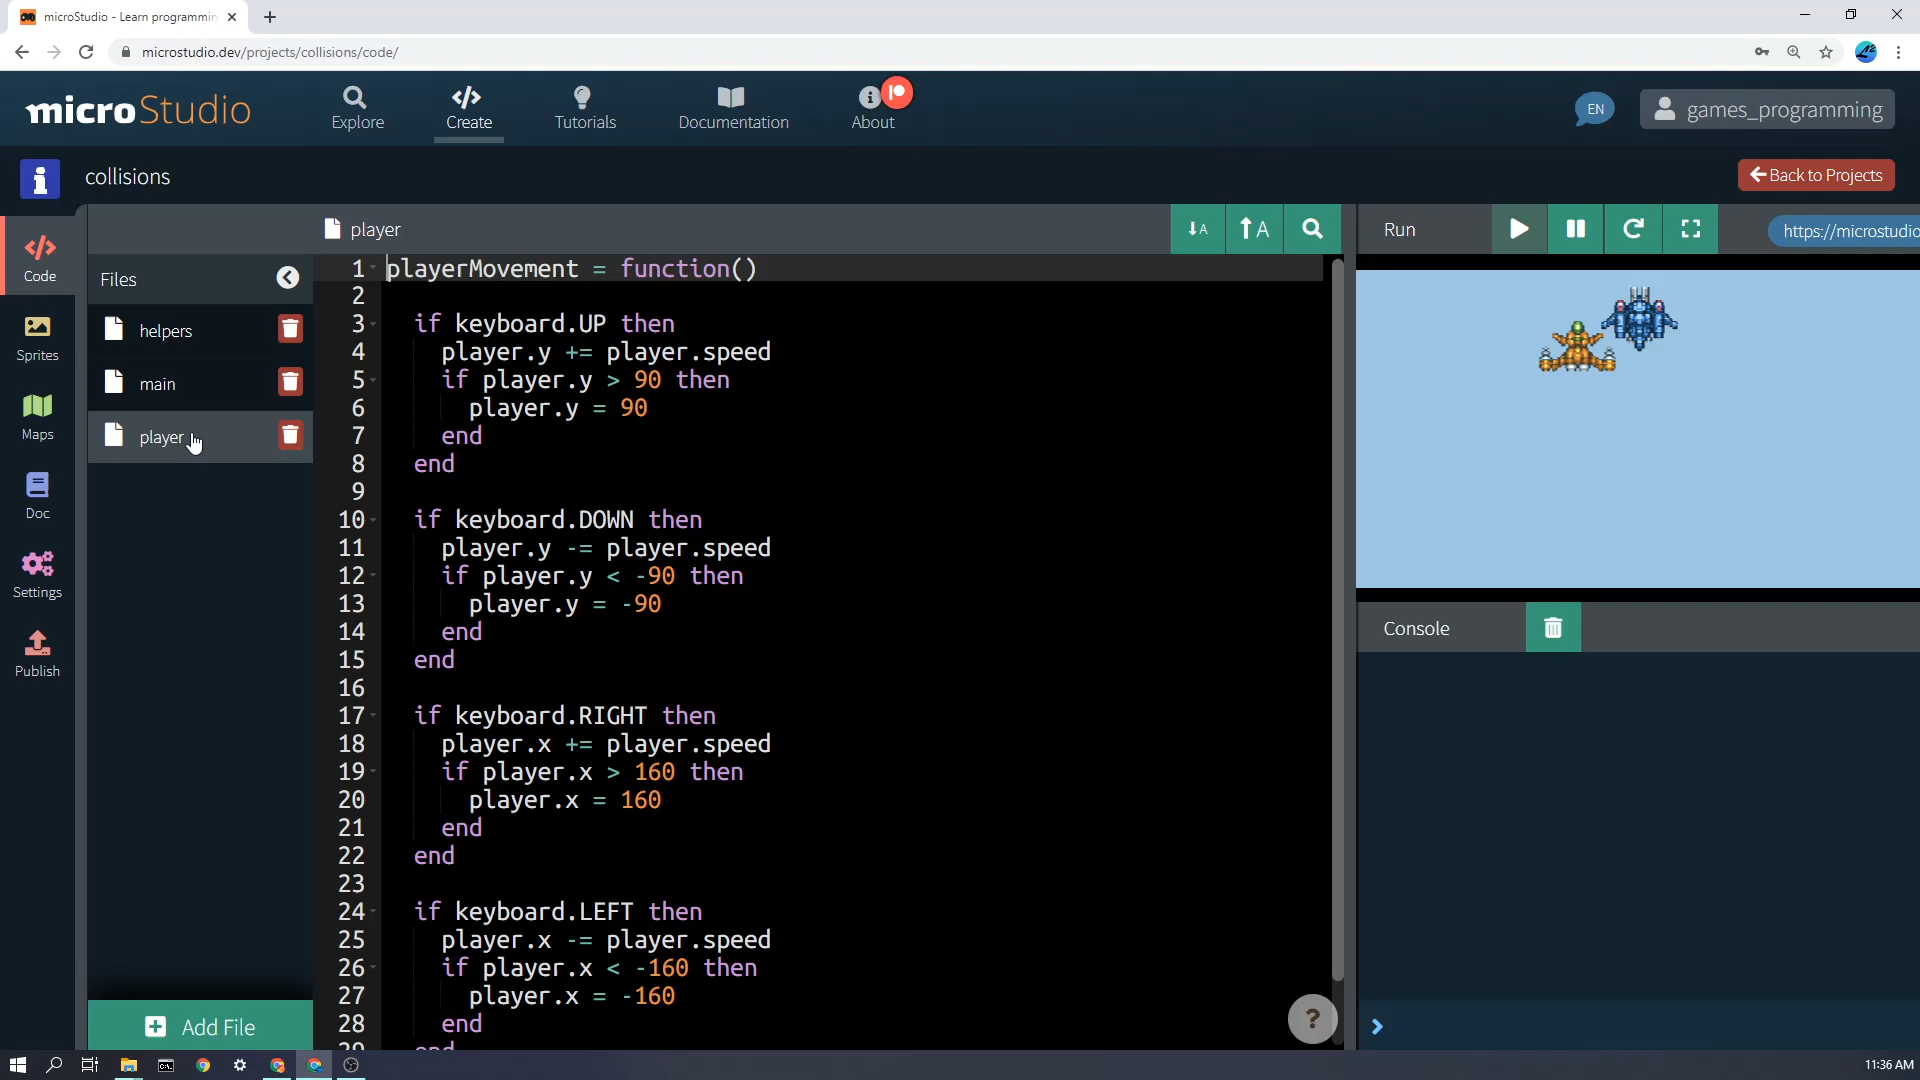 microStudio - Learn programmin
microstudio.dev/projects/collisions/code/
microStudio
Explore
Create
Tutorials
Documentation
About
EN
games_programming
collisions
Back to Projects
Code
Sprites
Maps
Doc
Settings
Publish
Files
helpers
main
player
Add File
player
A
A
1 playerMovement = function()
2
3 if keyboard.UP then
4 player.y += player.speed
5 if player.y > 90 then
6 player.y = 90
7 end
8 end
9
10 if keyboard.DOWN then
11 player.y -= player.speed
12 if player.y < -90 then
13 player.y = -90
14 end
15 end
16
17 if keyboard.RIGHT then
18 player.x += player.speed
19 if player.x > 160 then
20 player.x = 160
21 end
22 end
23
24 if keyboard.LEFT then
25 player.x -= player.speed
26 if player.x < -160 then
27 player.x = -160
28 end
29 end
?
Run
https://microstudio
Console
11:36 AM